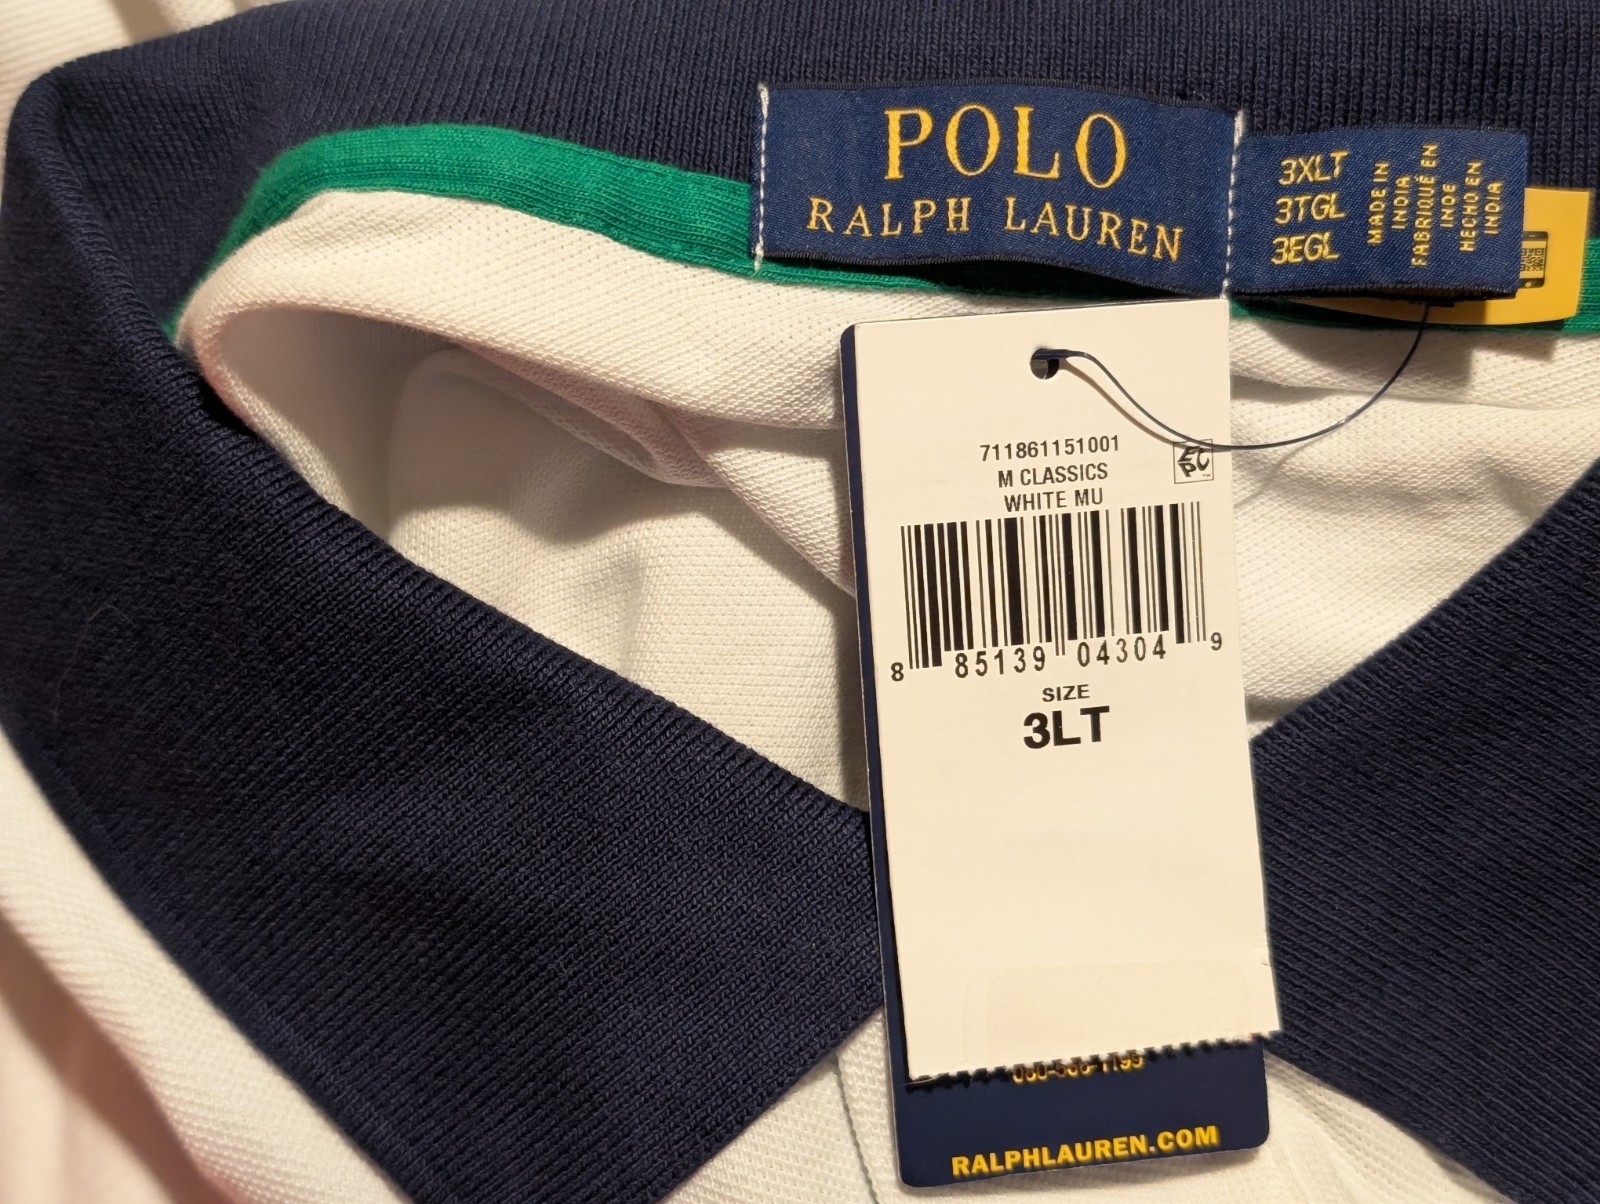 POLO
RALPH LAUREN
3XLT
3TGL
3EGL
MADE IN
INDIA
FABRIQUÉ EN
INDE
HECHO EN
INDIA
711861151001
M CLASSICS
WHITE MU
8 85139 04304 9
SIZE
3LT
RALPHLAUREN.COM